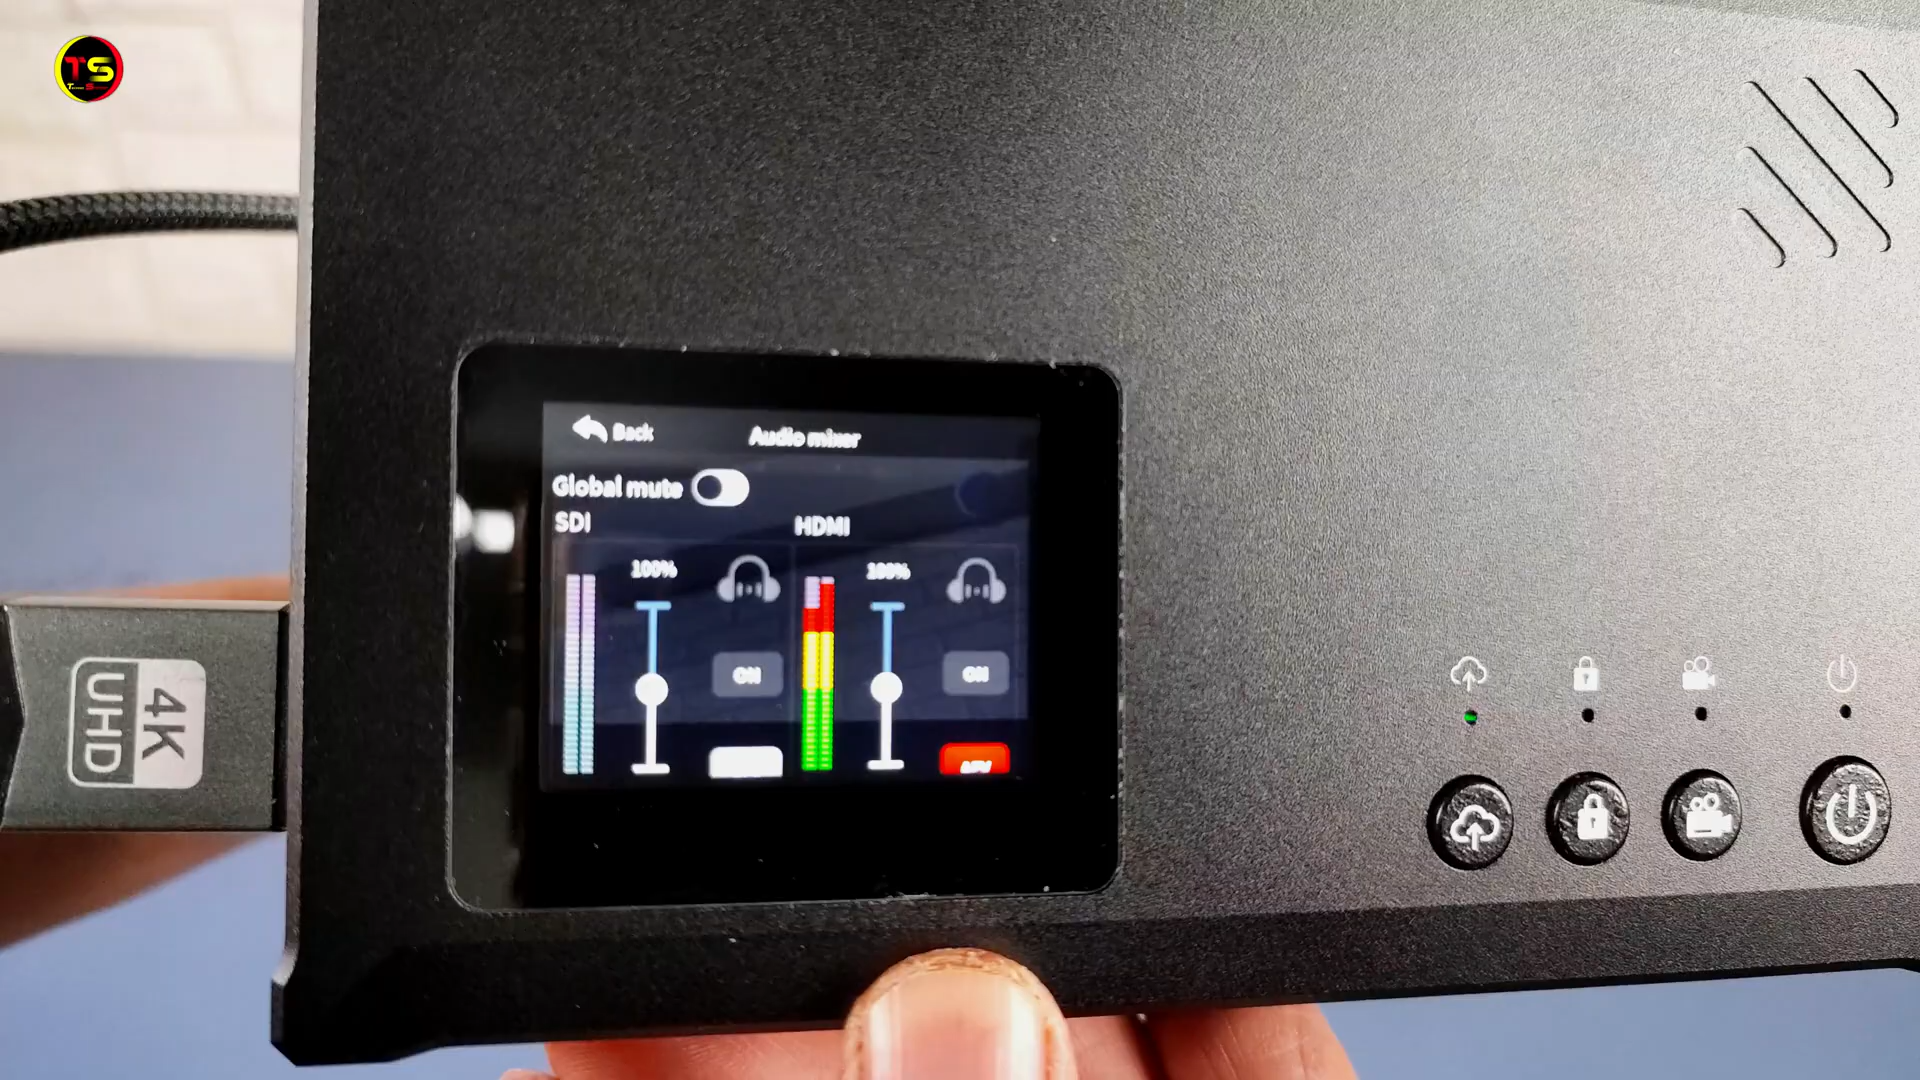 TS
Back
Audio mixer
Global mute
SDI
HDMI
100%
100%
ON
ON
4K
UHD